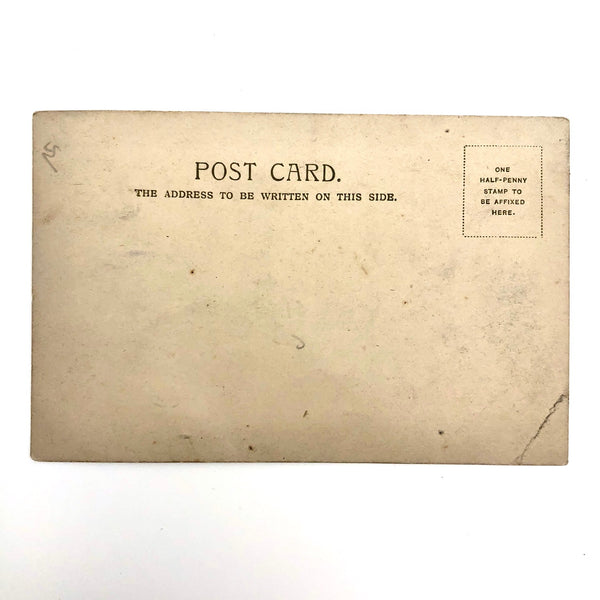 POST CARD.
THE ADDRESS TO BE WRITTEN ON THIS SIDE.
ONE
HALF-PENNY
STAMP TO
BE AFFIXED
HERE.